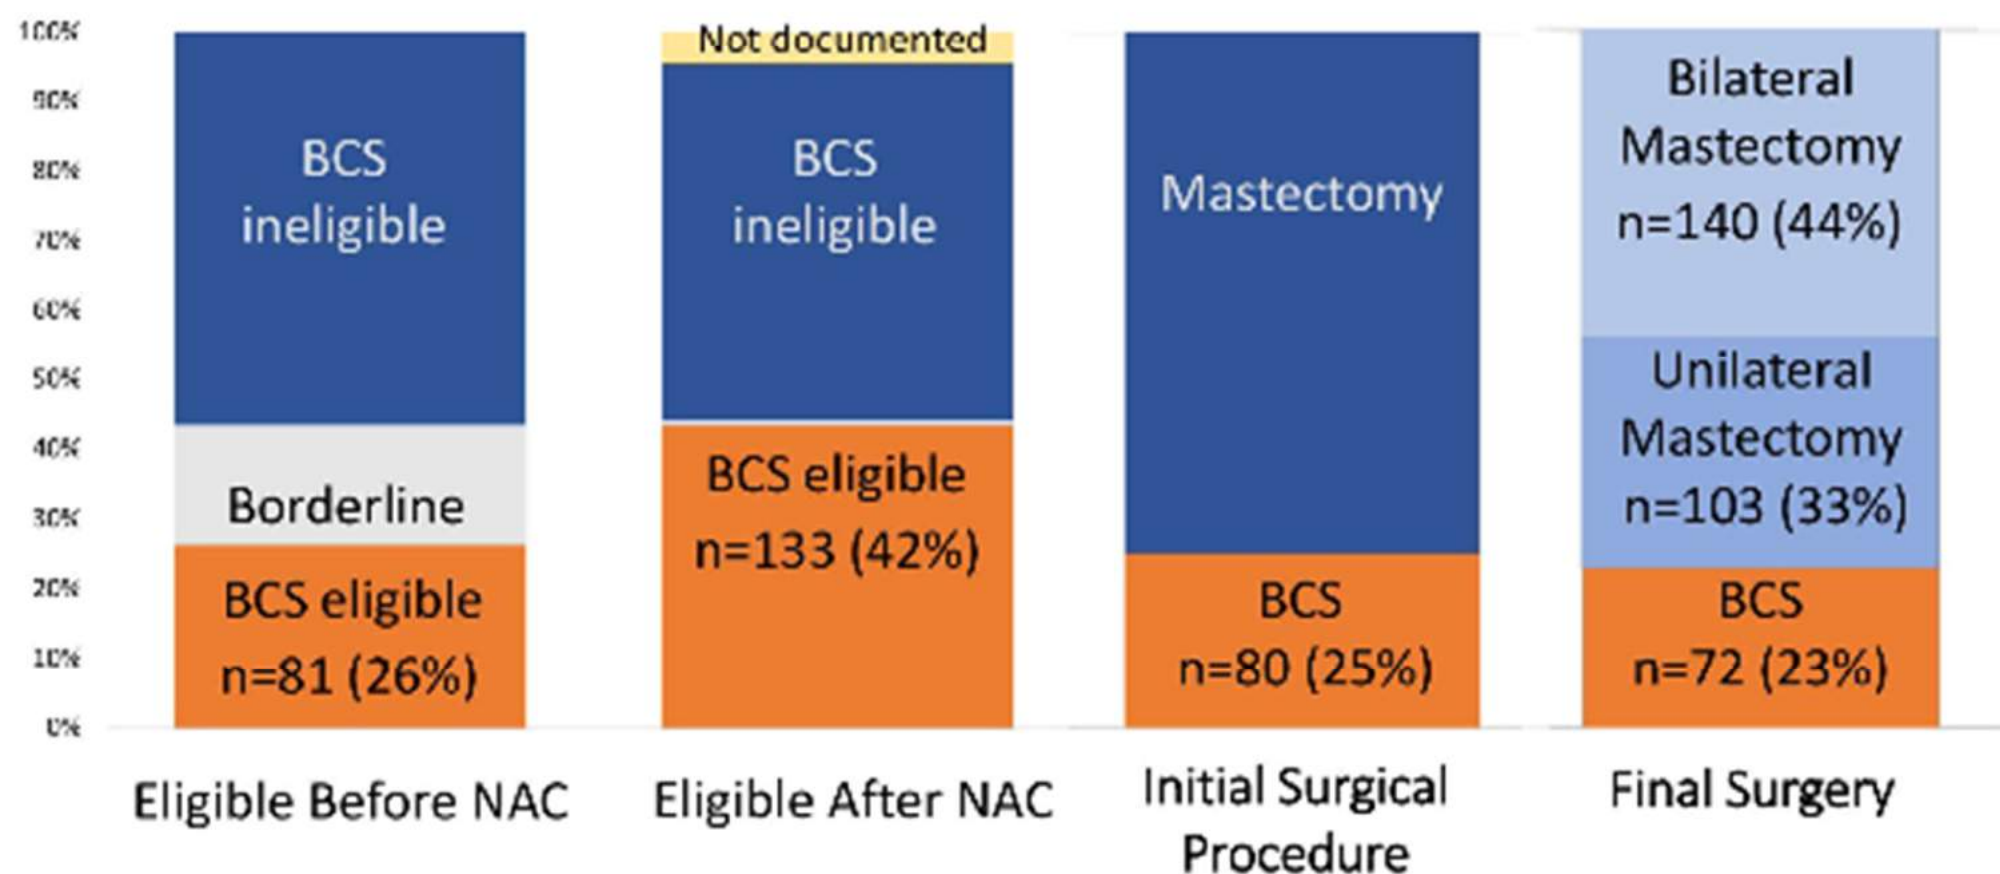 100%
90%
80%
70%
60%
50%
40%
30%
20%
10%
0%
BCS
ineligible
Borderline
BCS eligible
n=81 (26%)
Eligible Before NAC
Not documented
BCS
ineligible
BCS eligible
n=133 (42%)
Eligible After NAC
Mastectomy
BCS
n=80 (25%)
Initial Surgical
Procedure
Bilateral
Mastectomy
n=140 (44%)
Unilateral
Mastectomy
n=103 (33%)
BCS
n=72 (23%)
Final Surgery